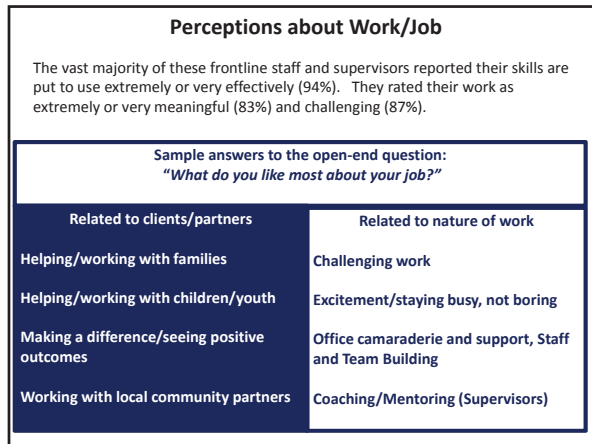 Perceptions about Work/Job
The vast majority of these frontline staff and supervisors reported their skills are
put to use extremely or very effectively (94%). They rated their work as
extremely or very meaningful (83%) and challenging (87%).
Sample answers to the open-end question:
“What do you like most about your job?”
Related to clients/partners
Related to nature of work
Helping/working with families
Challenging work
Helping/working with children/youth
Excitement/staying busy, not boring
Making a difference/seeing positive
outcomes
Office camaraderie and support, Staff
and Team Building
Working with local community partners
Coaching/Mentoring (Supervisors)